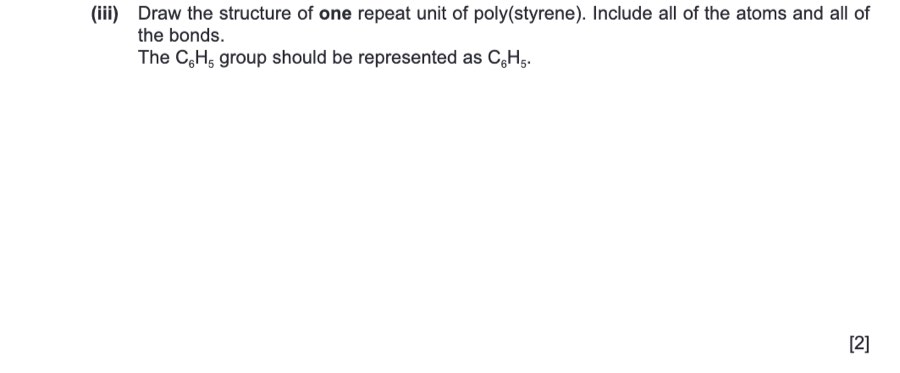 (iii) Draw the structure of one repeat unit of poly(styrene). Include all of the atoms and all of
the bonds.
The C₆H₅ group should be represented as C₆H₅.
[2]